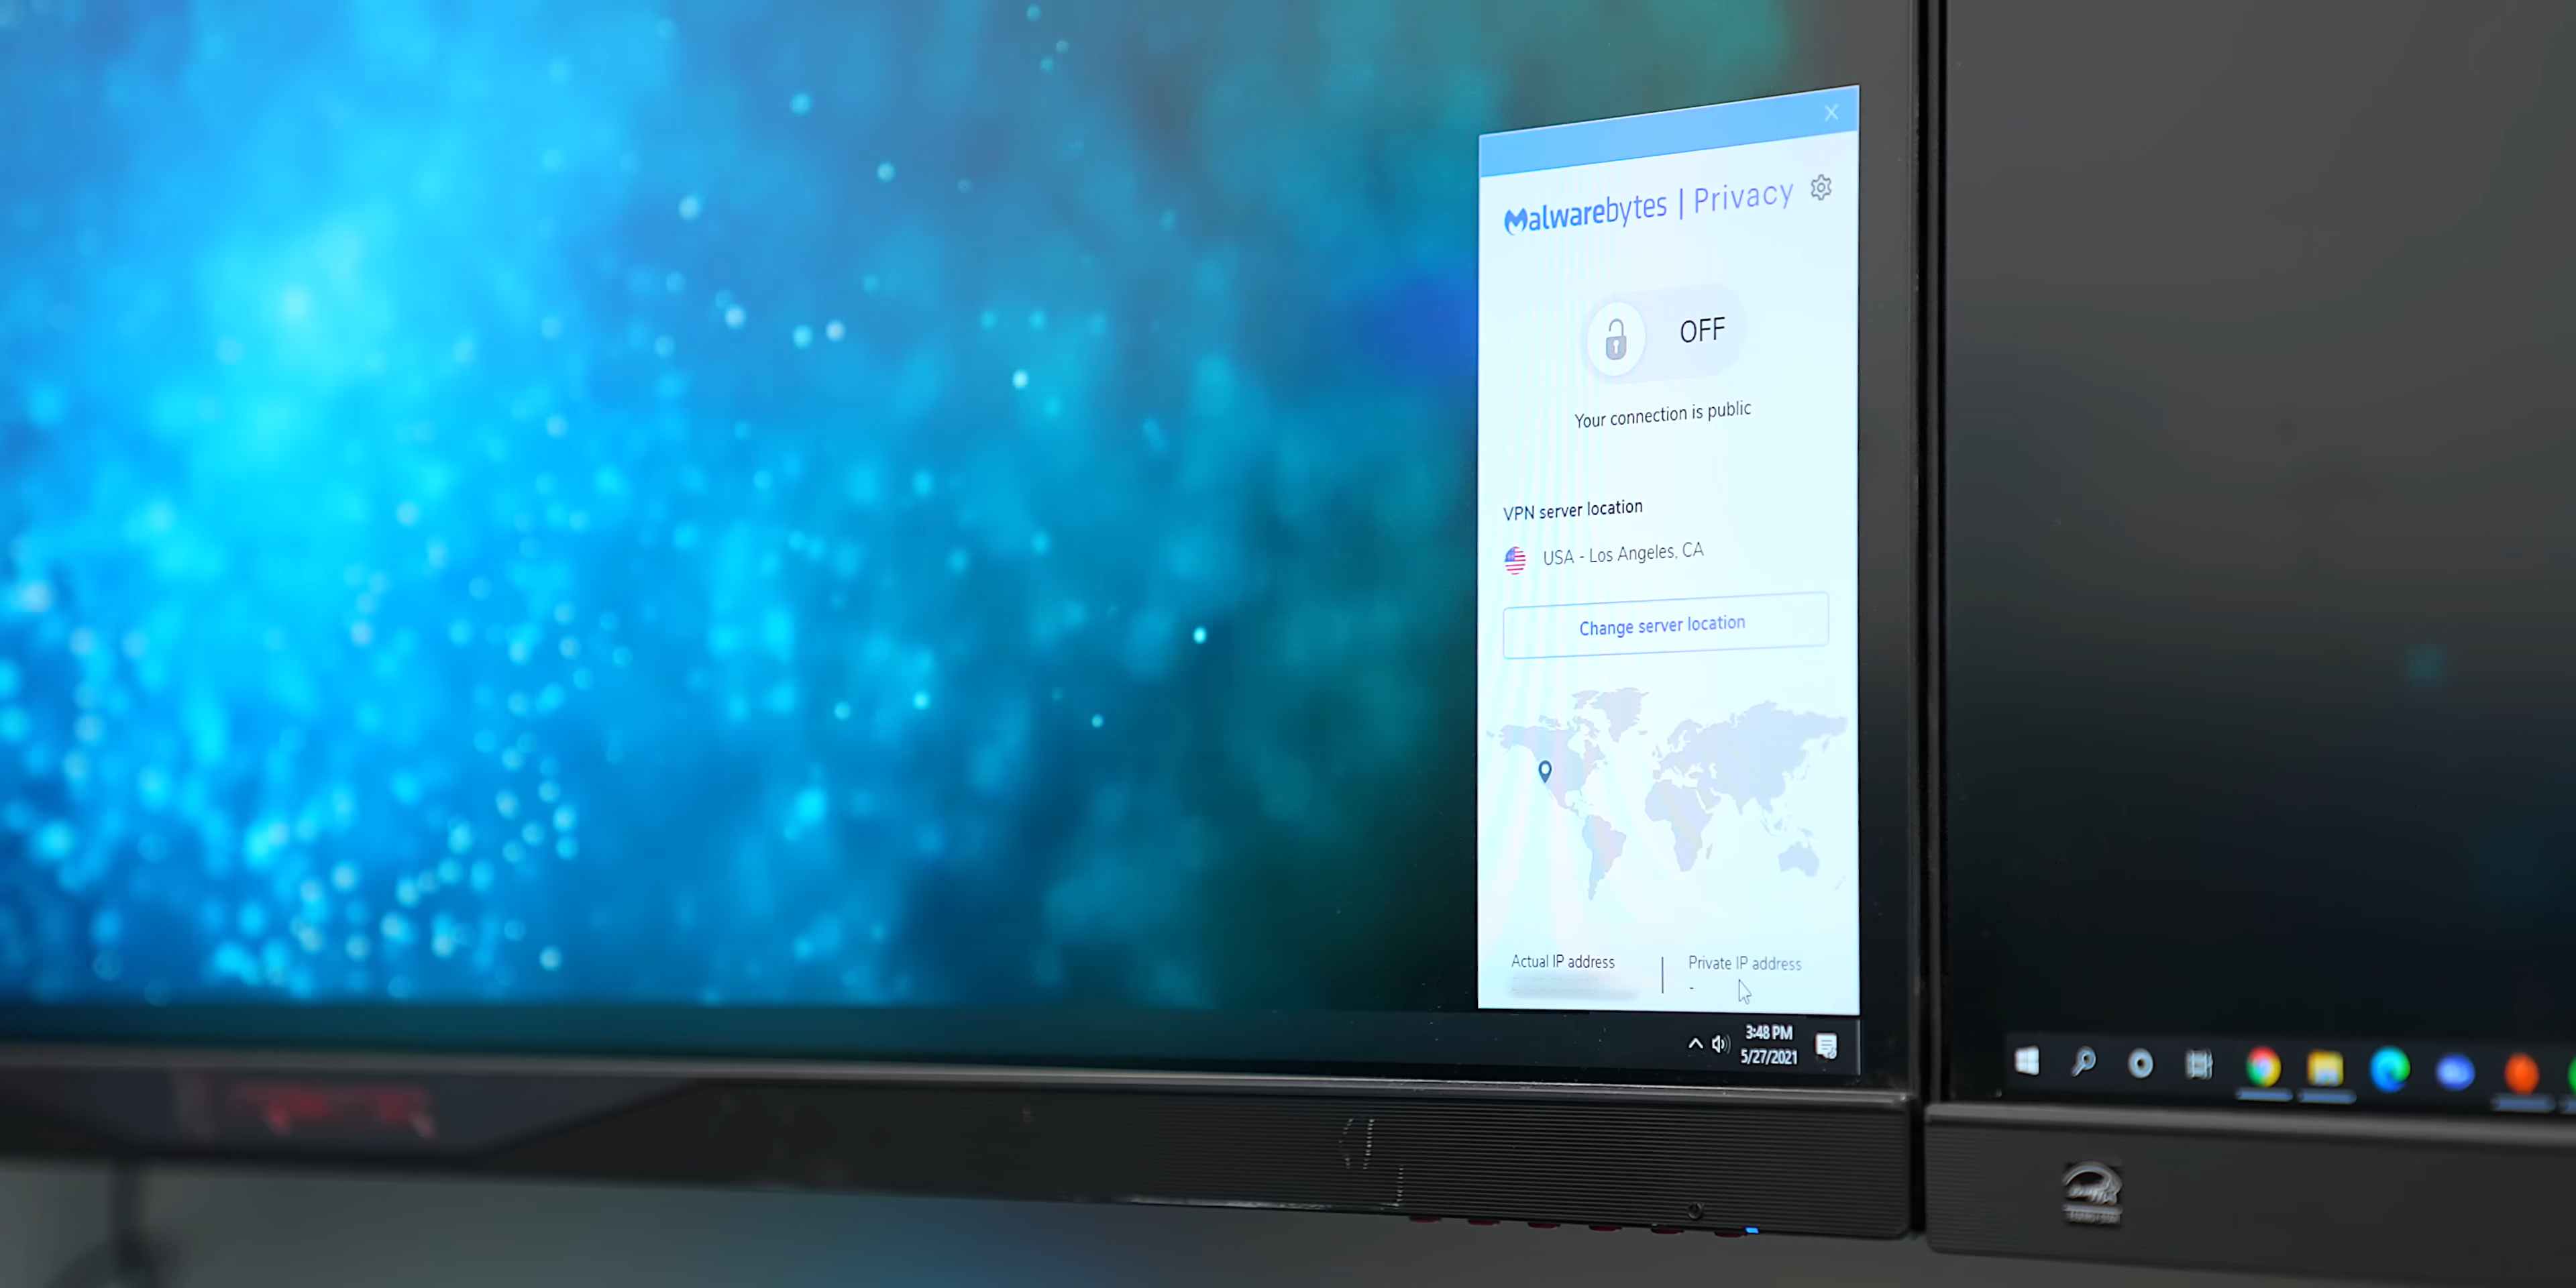 Malwarebytes | Privacy
OFF
Your connection is public
VPN server location
USA - Los Angeles, CA
Change server location
Actual IP address
Private IP address
-
3:48 PM
5/27/2021